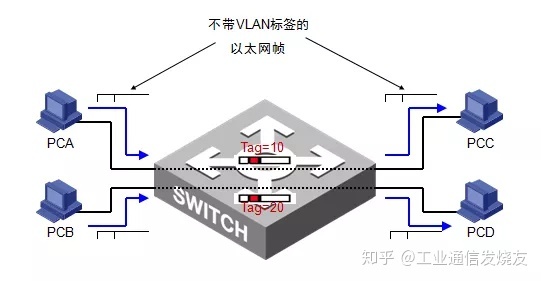 不带VLAN标签的
以太网帧
PCA
PCC
Tag=10
PCB
Tag=20
PCD
SWITCH
知乎 @工业通信发烧友